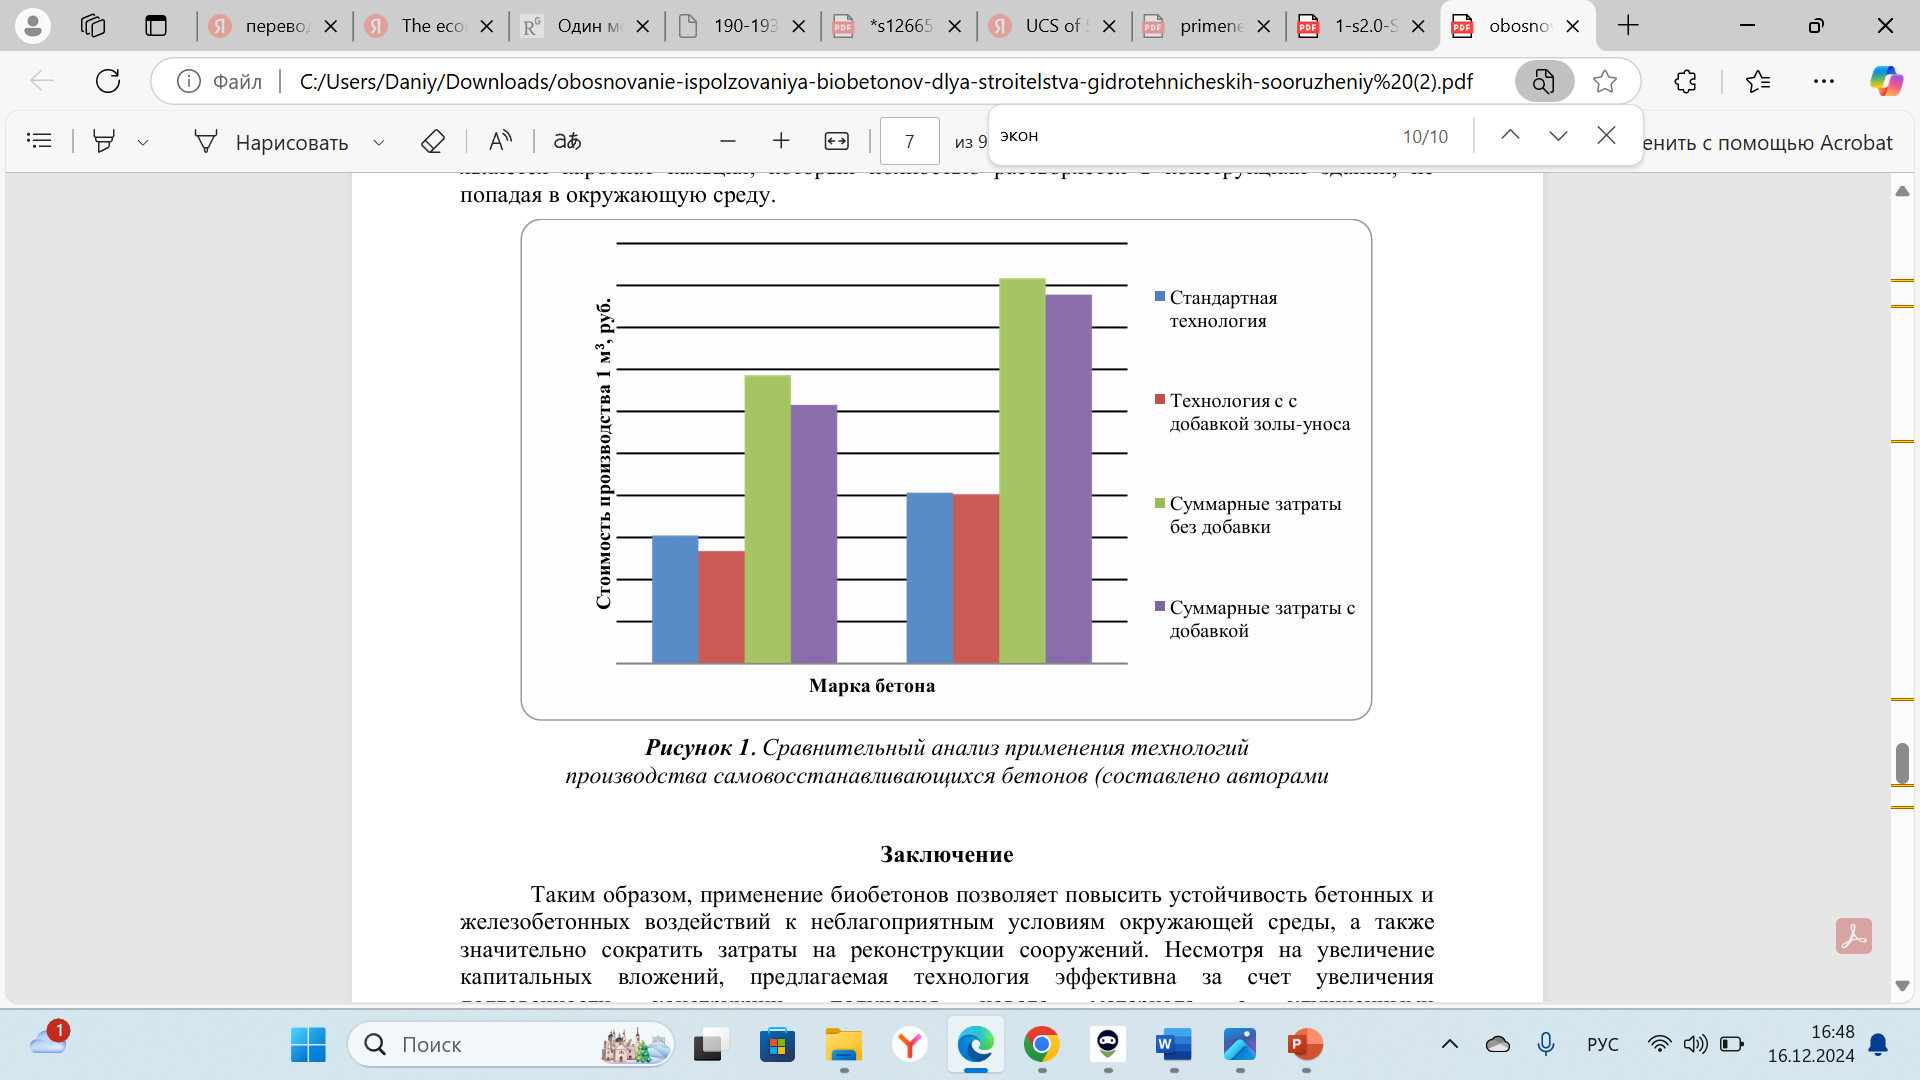 перевод
The eco
Один м
190-193
*s12665
UCS of
primene
1-s2.0-S
obosno
Файл
C:/Users/Daniy/Downloads/obosnovanie-ispolzovaniya-biobetonov-dlya-stroitelstva-gidrotehnicheskih-sooruzheniy%20(2).pdf
экон
10/10
Нарисовать
аあ
7
из 9
енить с помощью Acrobat
попадая в окружающую среду.
Стоимость производства 1 м³, руб.
Марка бетона
Стандартная
технология
Технология с с
добавкой золы-уноса
Суммарные затраты
без добавки
Суммарные затраты с
добавкой
Рисунок 1. Сравнительный анализ применения технологий
производства самовосстанавливающихся бетонов (составлено авторами
Заключение
Таким образом, применение биобетонов позволяет повысить устойчивость бетонных и
железобетонных воздействий к неблагоприятным условиям окружающей среды, а также
значительно сократить затраты на реконструкции сооружений. Несмотря на увеличение
капитальных вложений, предлагаемая технология эффективна за счет увеличения
1
Поиск
РУС
16:48
16.12.2024